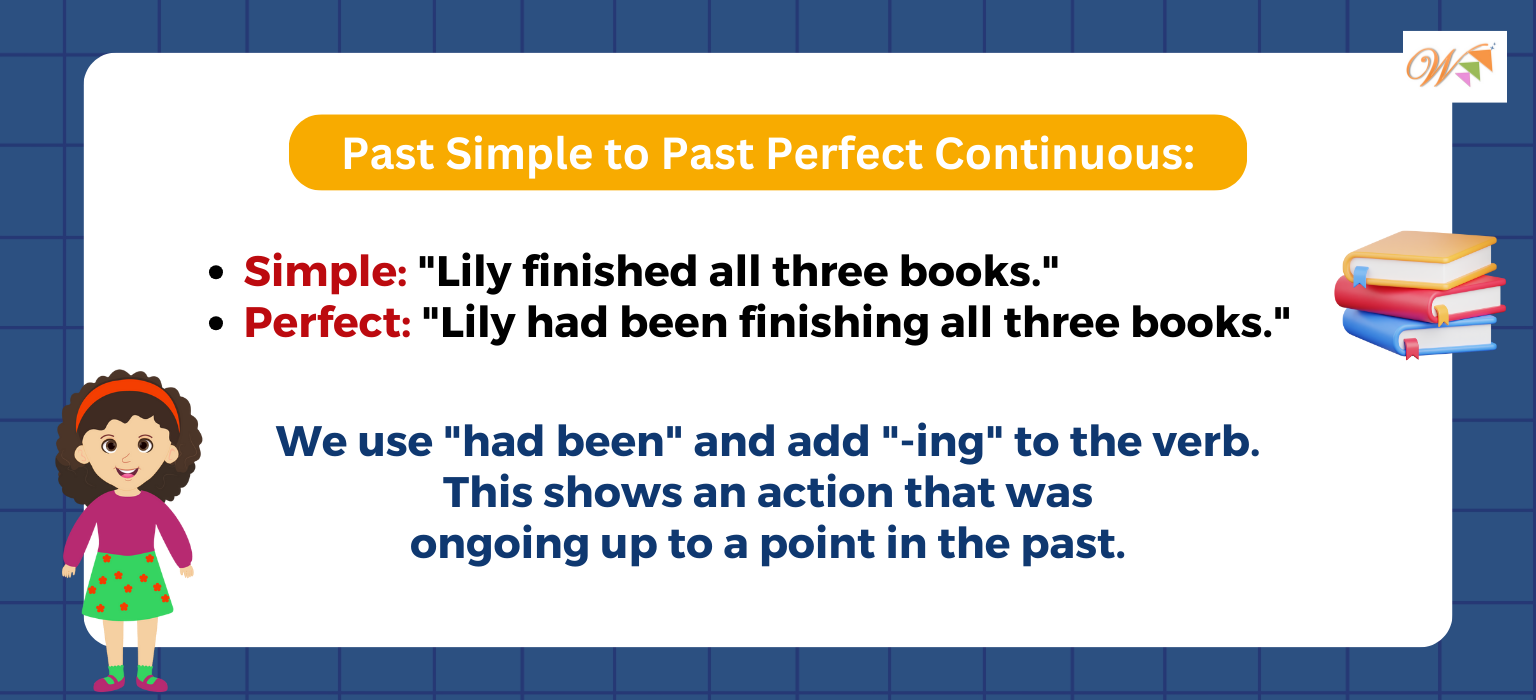 W
Past Simple to Past Perfect Continuous:
• Simple: "Lily finished all three books."
• Perfect: "Lily had been finishing all three books."
We use "had been" and add "-ing" to the verb.
This shows an action that was
ongoing up to a point in the past.